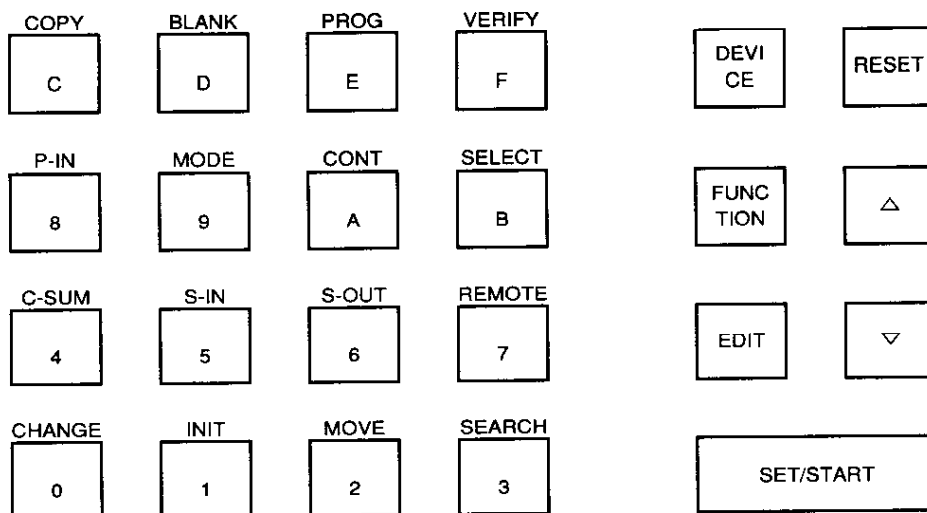 COPY BLANK PROG VERIFY
C D E F DEVI
CE RESET
P-IN MODE CONT SELECT
8 9 A B FUNC
TION △
C-SUM S-IN S-OUT REMOTE
4 5 6 7 EDIT ▽
CHANGE INIT MOVE SEARCH
0 1 2 3 SET/START